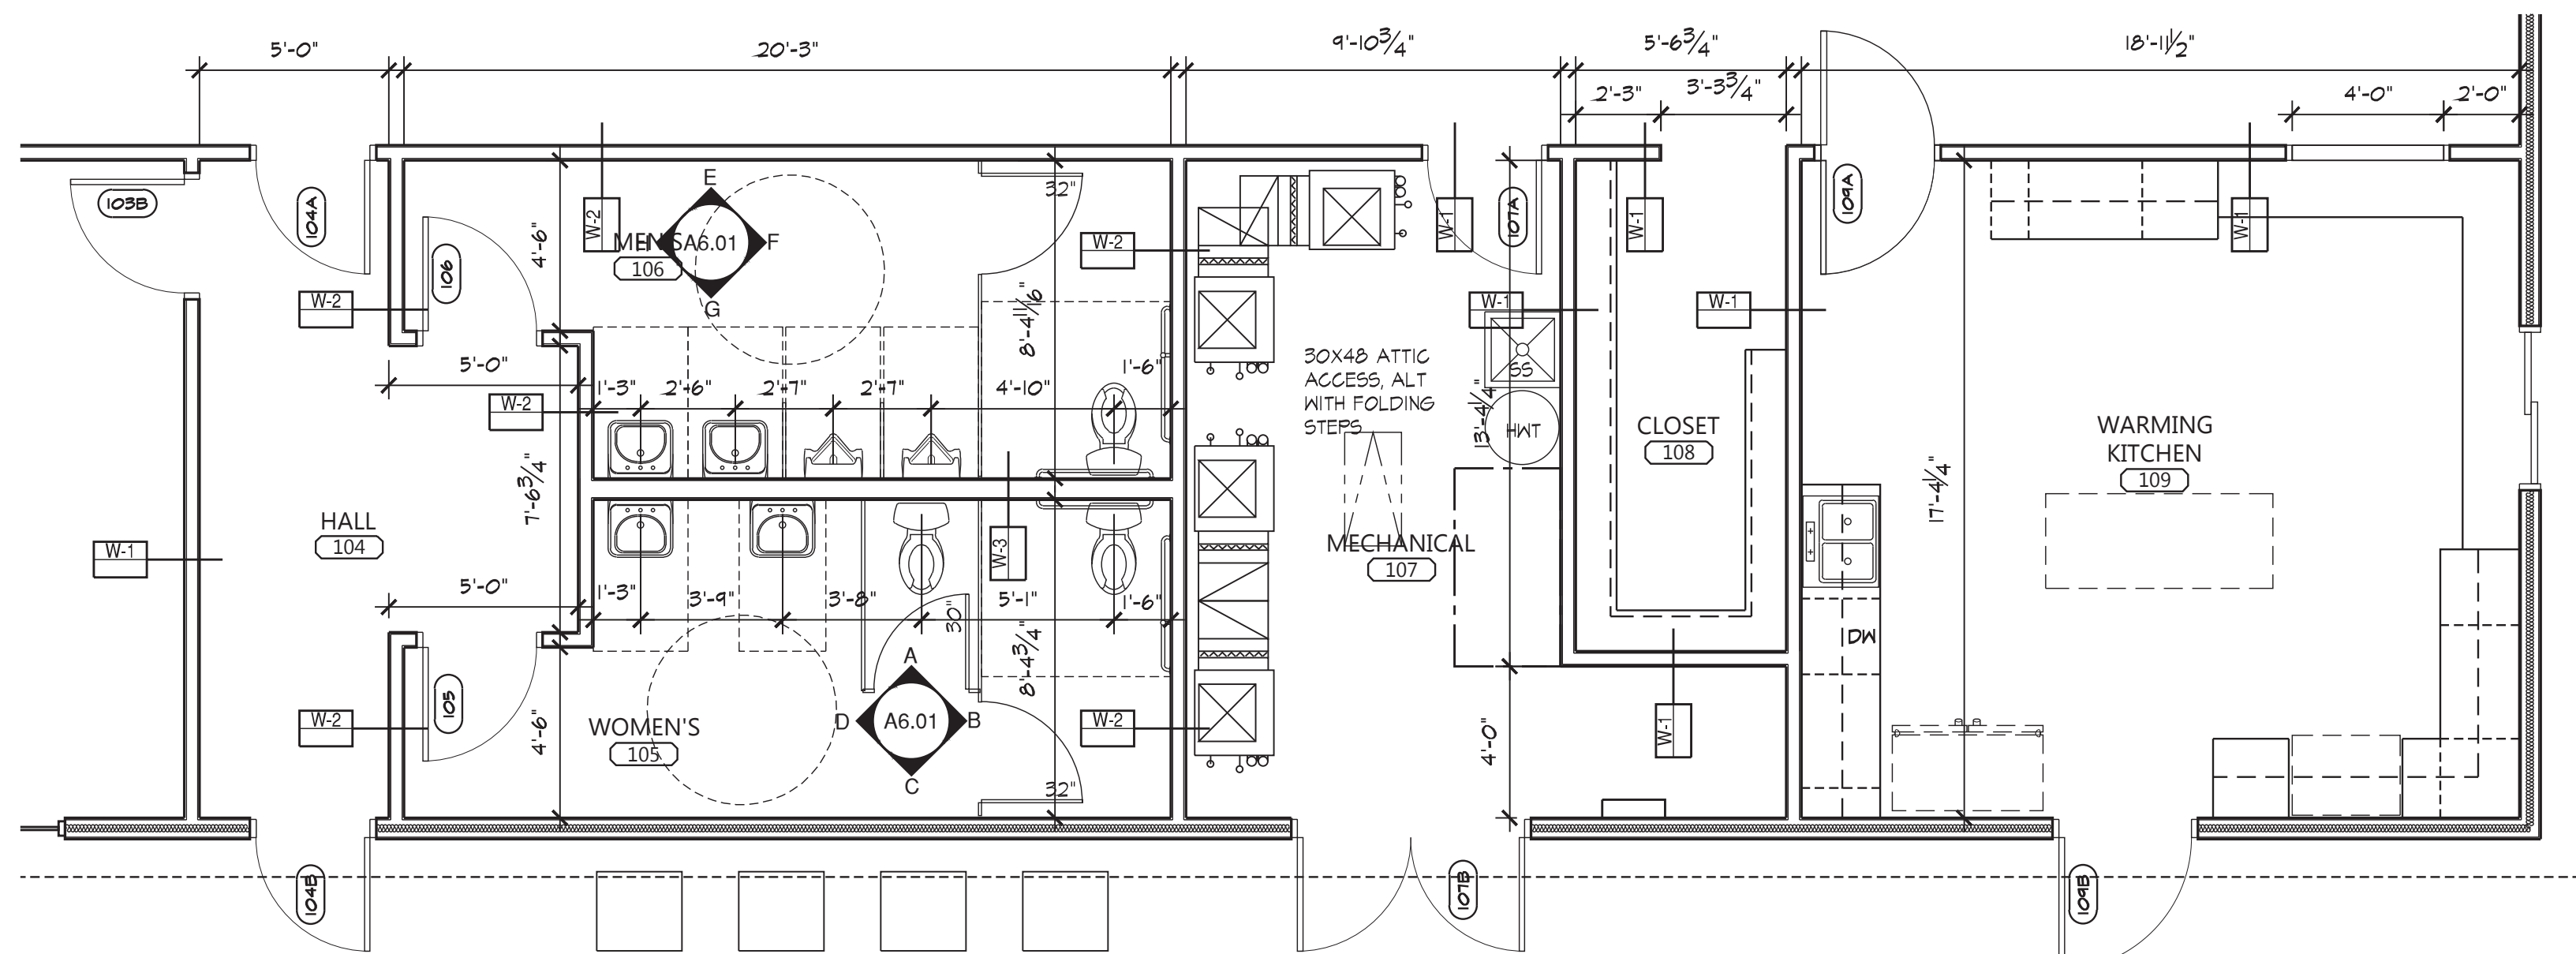 5'-0"
20'-3"
9'-10 3/4"
5'-6 3/4"
18'-11 1/2"
2'-3"
3'-3 3/4"
4'-0"
2'-0"
103B
104A
106
W-2
4'-6"
MEN'S
106
E
H
A6.01
F
G
32"
W-2
W-1
107A
W-1
109A
W-1
W-2
8'-4 11/16"
W-1
W-1
5'-0"
1'-3"
2'-6"
2'-7"
2'-7"
4'-10"
1'-6"
30X48 ATTIC
ACCESS, ALT
WITH FOLDING
STEPS
SS
13'-4 1/4"
HWT
CLOSET
108
WARMING
KITCHEN
109
W-2
7'-6 3/4"
17'-4 1/4"
HALL
104
W-1
W-3
MECHANICAL
107
5'-0"
1'-3"
3'-9"
3'-8"
30"
5'-1"
1'-6"
8'-4 3/4"
DW
105
W-2
4'-6"
WOMEN'S
105
A
D
A6.01
B
C
32"
W-2
4'-0"
W-1
104B
107B
109B